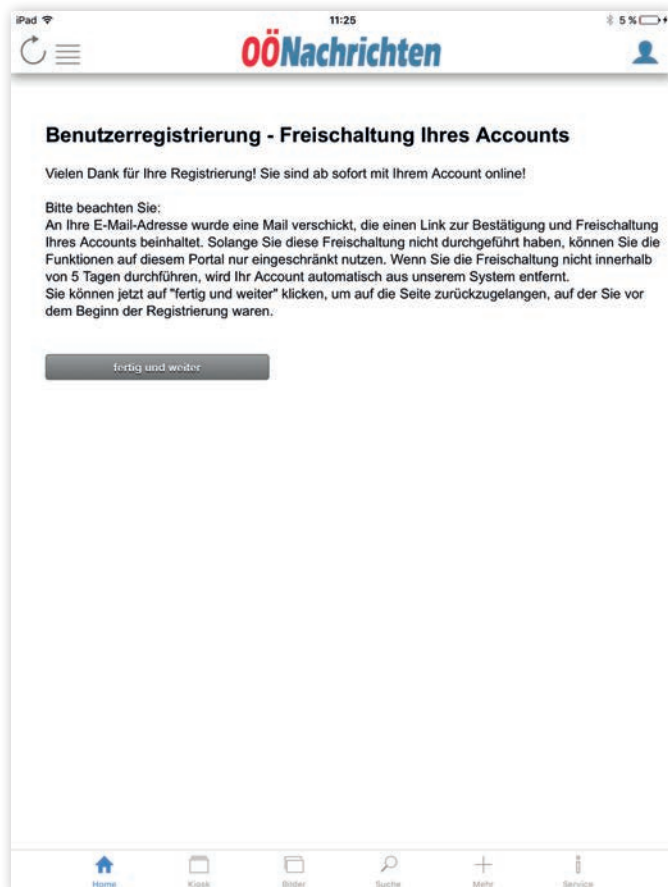 iPad 11:25 5 %
OÖNachrichten
Benutzerregistrierung - Freischaltung Ihres Accounts
Vielen Dank für Ihre Registrierung! Sie sind ab sofort mit Ihrem Account online!
Bitte beachten Sie:
An Ihre E-Mail-Adresse wurde eine Mail verschickt, die einen Link zur Bestätigung und Freischaltung
Ihres Accounts beinhaltet. Solange Sie diese Freischaltung nicht durchgeführt haben, können Sie die
Funktionen auf diesem Portal nur eingeschränkt nutzen. Wenn Sie die Freischaltung nicht innerhalb
von 5 Tagen durchführen, wird Ihr Account automatisch aus unserem System entfernt.
Sie können jetzt auf "fertig und weiter" klicken, um auf die Seite zurückzugelangen, auf der Sie vor
dem Beginn der Registrierung waren.
fertig und weiter
Home Kiosk Bilder Suche Mehr Service